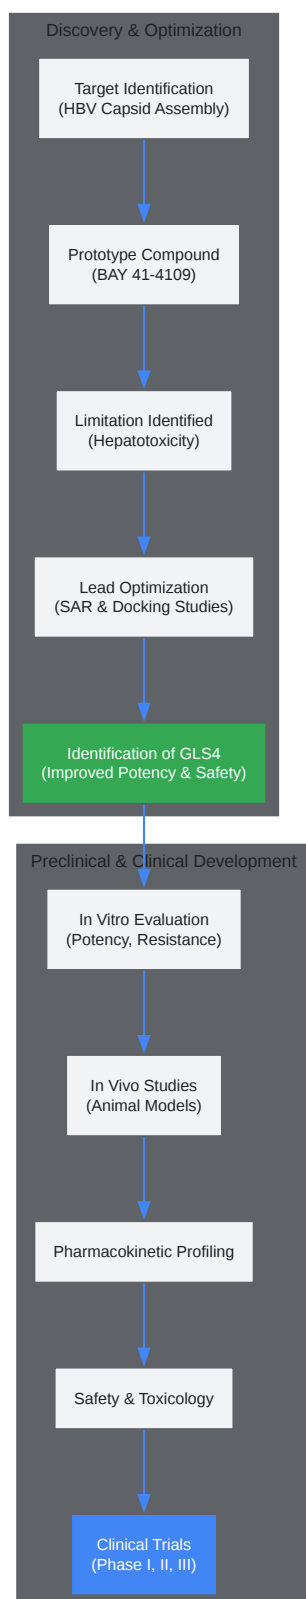 Discovery & Optimization
Target Identification
(HBV Capsid Assembly)
Prototype Compound
(BAY 41-4109)
Limitation Identified
(Hepatotoxicity)
Lead Optimization
(SAR & Docking Studies)
Identification of GLS4
(Improved Potency & Safety)
Preclinical & Clinical Development
In Vitro Evaluation
(Potency, Resistance)
In Vivo Studies
(Animal Models)
Pharmacokinetic Profiling
Safety & Toxicology
Clinical Trials
(Phase I, II, III)